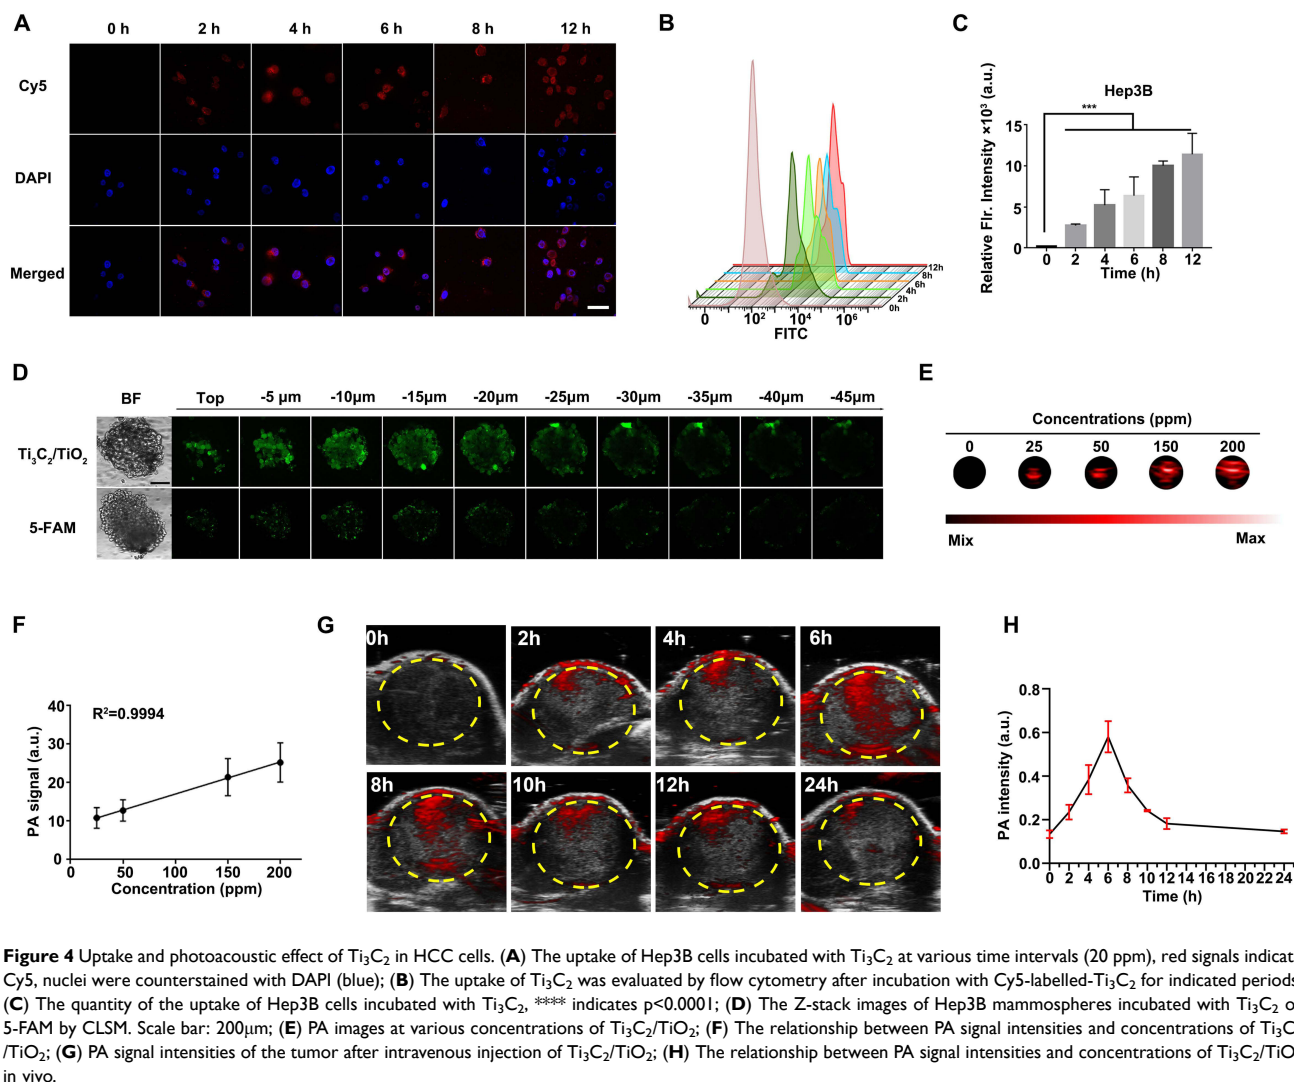 A
0 h 2 h 4 h 6 h 8 h 12 h
Cy5
DAPI
Merged
B
12h
8h
6h
4h
2h
0h
0 10² 10⁴ 10⁶
FITC
C
Hep3B
***
Relative Flr. Intensity ×10³ (a.u.)
15
10
5
0
0 2 4 6 8 12
Time (h)
D
BF Top -5 μm -10μm -15μm -20μm -25μm -30μm -35μm -40μm -45μm
Ti₃C₂/TiO₂
5-FAM
E
Concentrations (ppm)
0 25 50 150 200
Mix Max
F
R²=0.9994
PA signal (a.u.)
40
30
20
10
0
0 50 100 150 200
Concentration (ppm)
G
0h 2h 4h 6h
8h 10h 12h 24h
H
PA intensity (a.u.)
0.8
0.6
0.4
0.2
0.0
0 2 4 6 8 10 12 14 16 18 20 22 24
Time (h)
Figure 4 Uptake and photoacoustic effect of Ti₃C₂ in HCC cells. (A) The uptake of Hep3B cells incubated with Ti₃C₂ at various time intervals (20 ppm), red signals indicat
Cy5, nuclei were counterstained with DAPI (blue); (B) The uptake of Ti₃C₂ was evaluated by flow cytometry after incubation with Cy5-labelled-Ti₃C₂ for indicated periods
(C) The quantity of the uptake of Hep3B cells incubated with Ti₃C₂, **** indicates p<0.0001; (D) The Z-stack images of Hep3B mammospheres incubated with Ti₃C₂ o
5-FAM by CLSM. Scale bar: 200μm; (E) PA images at various concentrations of Ti₃C₂/TiO₂; (F) The relationship between PA signal intensities and concentrations of Ti₃C
/TiO₂; (G) PA signal intensities of the tumor after intravenous injection of Ti₃C₂/TiO₂; (H) The relationship between PA signal intensities and concentrations of Ti₃C₂/TiO
in vivo.